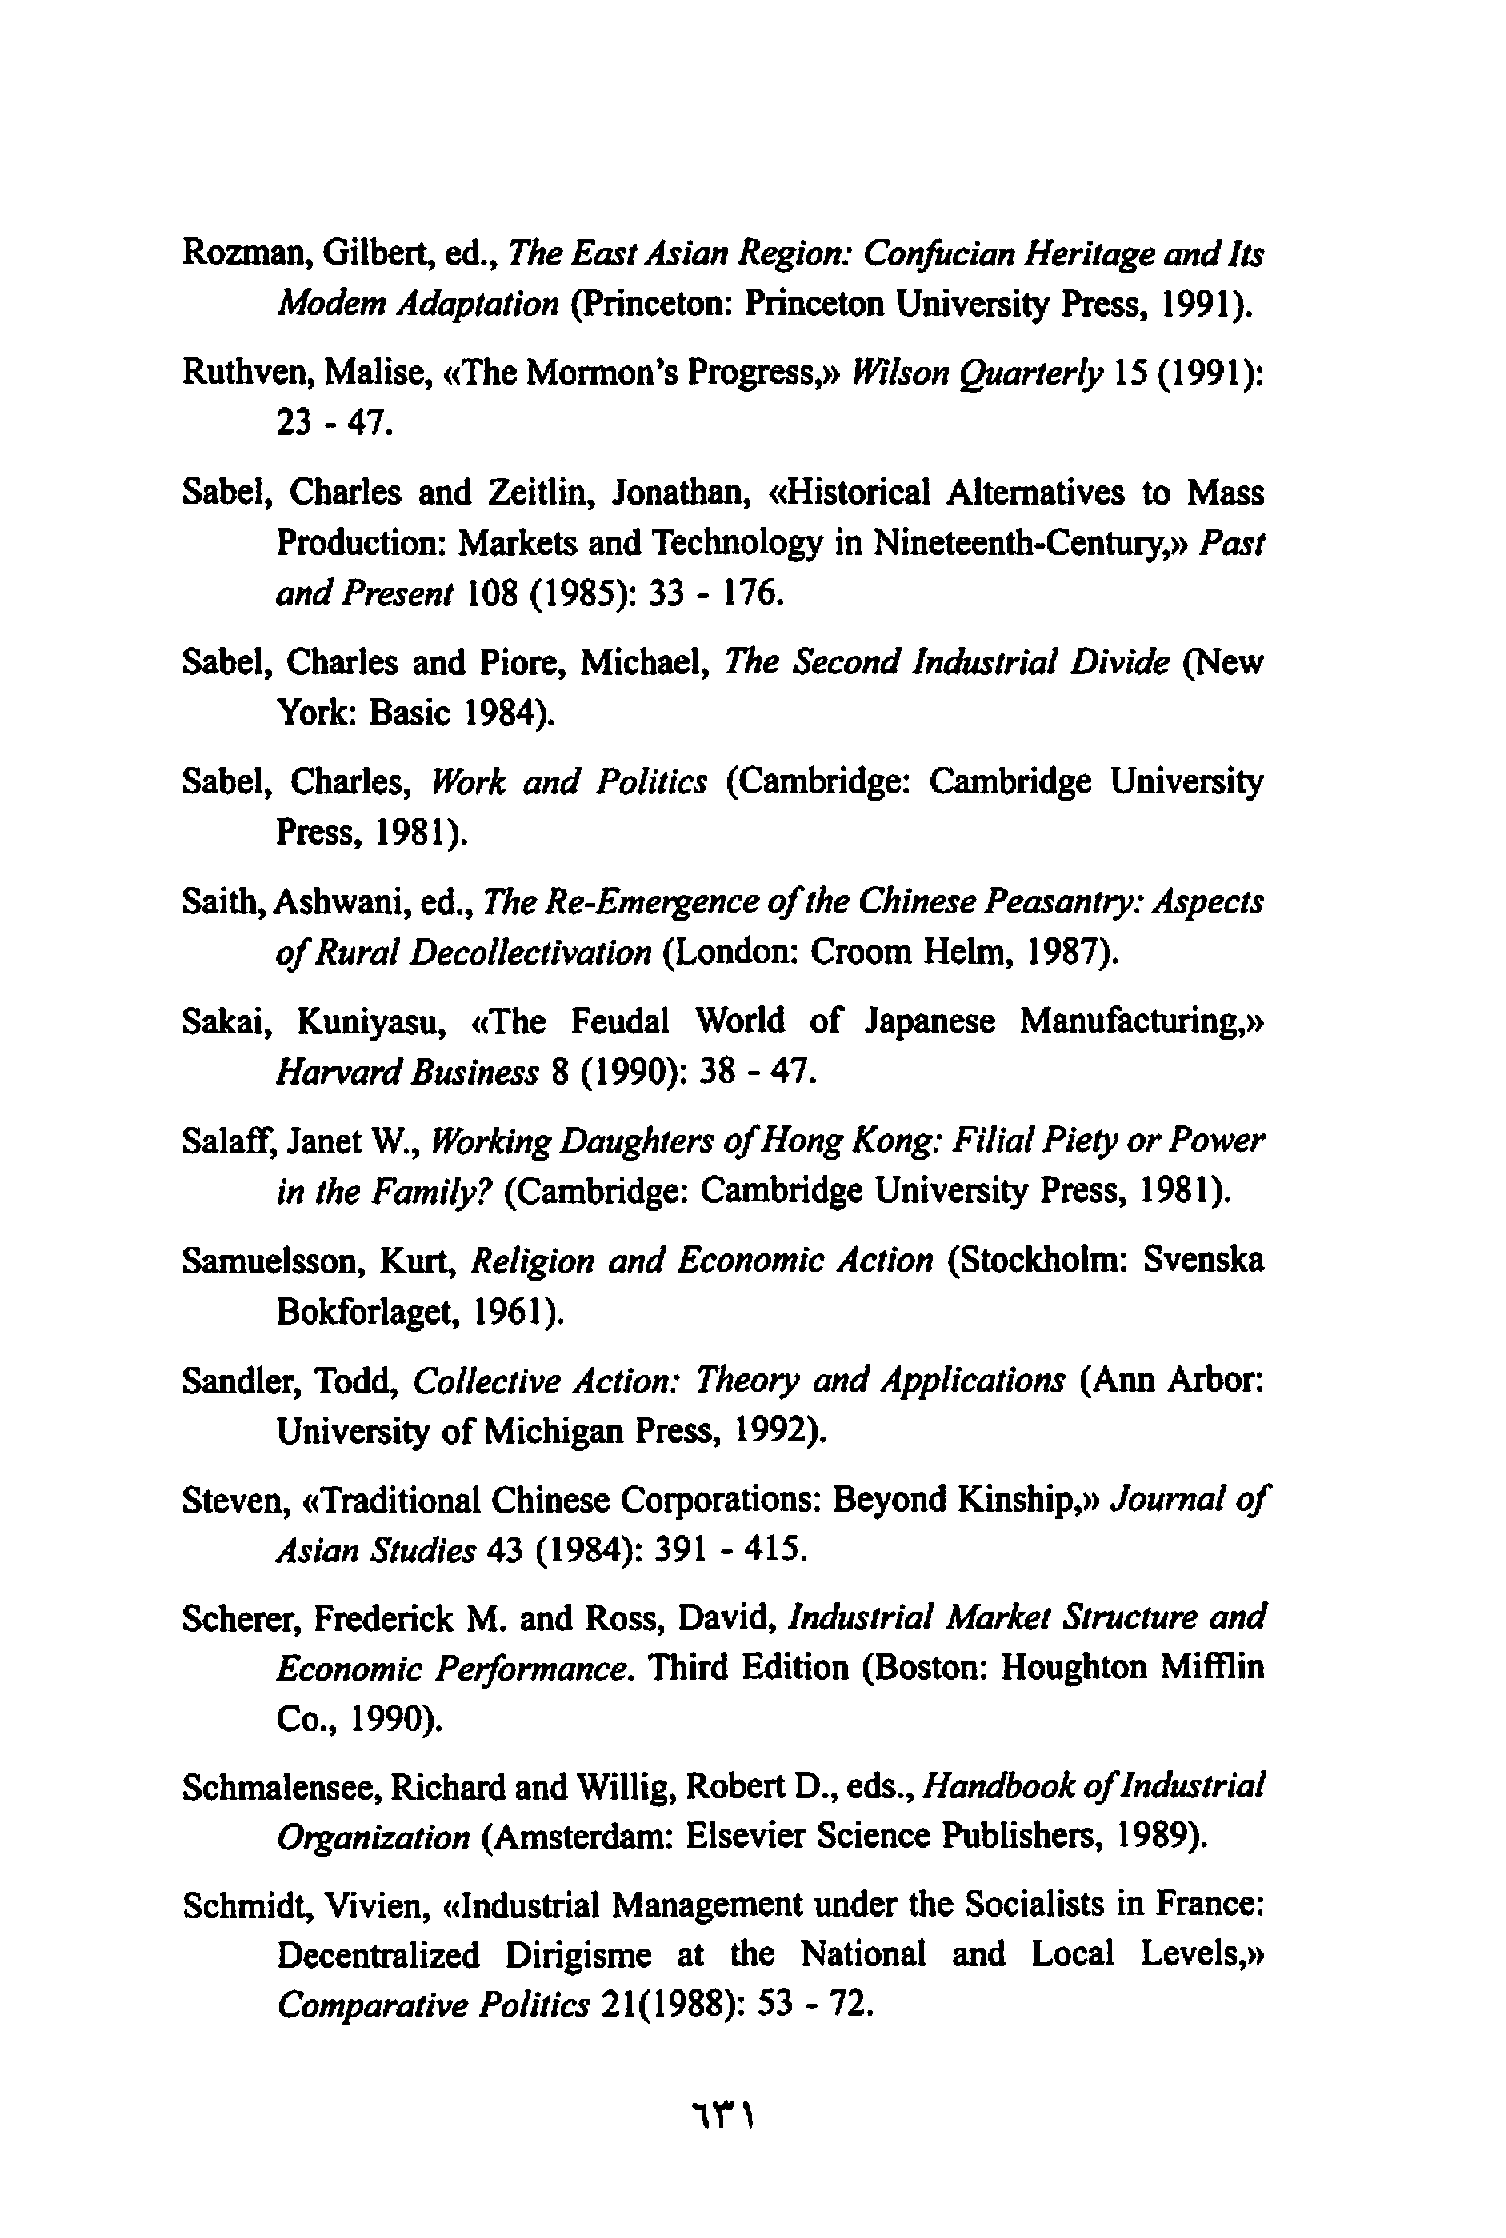 Rozman, Gilbert, ed., The East Asian Region: Confucian Heritage and Its
Modem Adaptation (Princeton: Princeton University Press, 1991).
Ruthven, Malise, «The Mormon's Progress,» Wilson Quarterly 15 (1991):
23 - 47.
Sabel, Charles and Zeitlin, Jonathan, «Historical Alternatives to Mass
Production: Markets and Technology in Nineteenth-Century,» Past
and Present 108 (1985): 33 - 176.
Sabel, Charles and Piore, Michael, The Second Industrial Divide (New
York: Basic 1984).
Sabel, Charles, Work and Politics (Cambridge: Cambridge University
Press, 1981).
Saith, Ashwani, ed., The Re-Emergence of the Chinese Peasantry: Aspects
of Rural Decollectivation (London: Croom Helm, 1987).
Sakai, Kuniyasu, «The Feudal World of Japanese Manufacturing,»
Harvard Business 8 (1990): 38 - 47.
Salaff, Janet W., Working Daughters of Hong Kong: Filial Piety or Power
in the Family? (Cambridge: Cambridge University Press, 1981).
Samuelsson, Kurt, Religion and Economic Action (Stockholm: Svenska
Bokforlaget, 1961).
Sandler, Todd, Collective Action: Theory and Applications (Ann Arbor:
University of Michigan Press, 1992).
Steven, «Traditional Chinese Corporations: Beyond Kinship,» Journal of
Asian Studies 43 (1984): 391 - 415.
Scherer, Frederick M. and Ross, David, Industrial Market Structure and
Economic Performance. Third Edition (Boston: Houghton Mifflin
Co., 1990).
Schmalensee, Richard and Willig, Robert D., eds., Handbook of Industrial
Organization (Amsterdam: Elsevier Science Publishers, 1989).
Schmidt, Vivien, «Industrial Management under the Socialists in France:
Decentralized Dirigisme at the National and Local Levels,»
Comparative Politics 21(1988): 53 - 72.
٦٣١